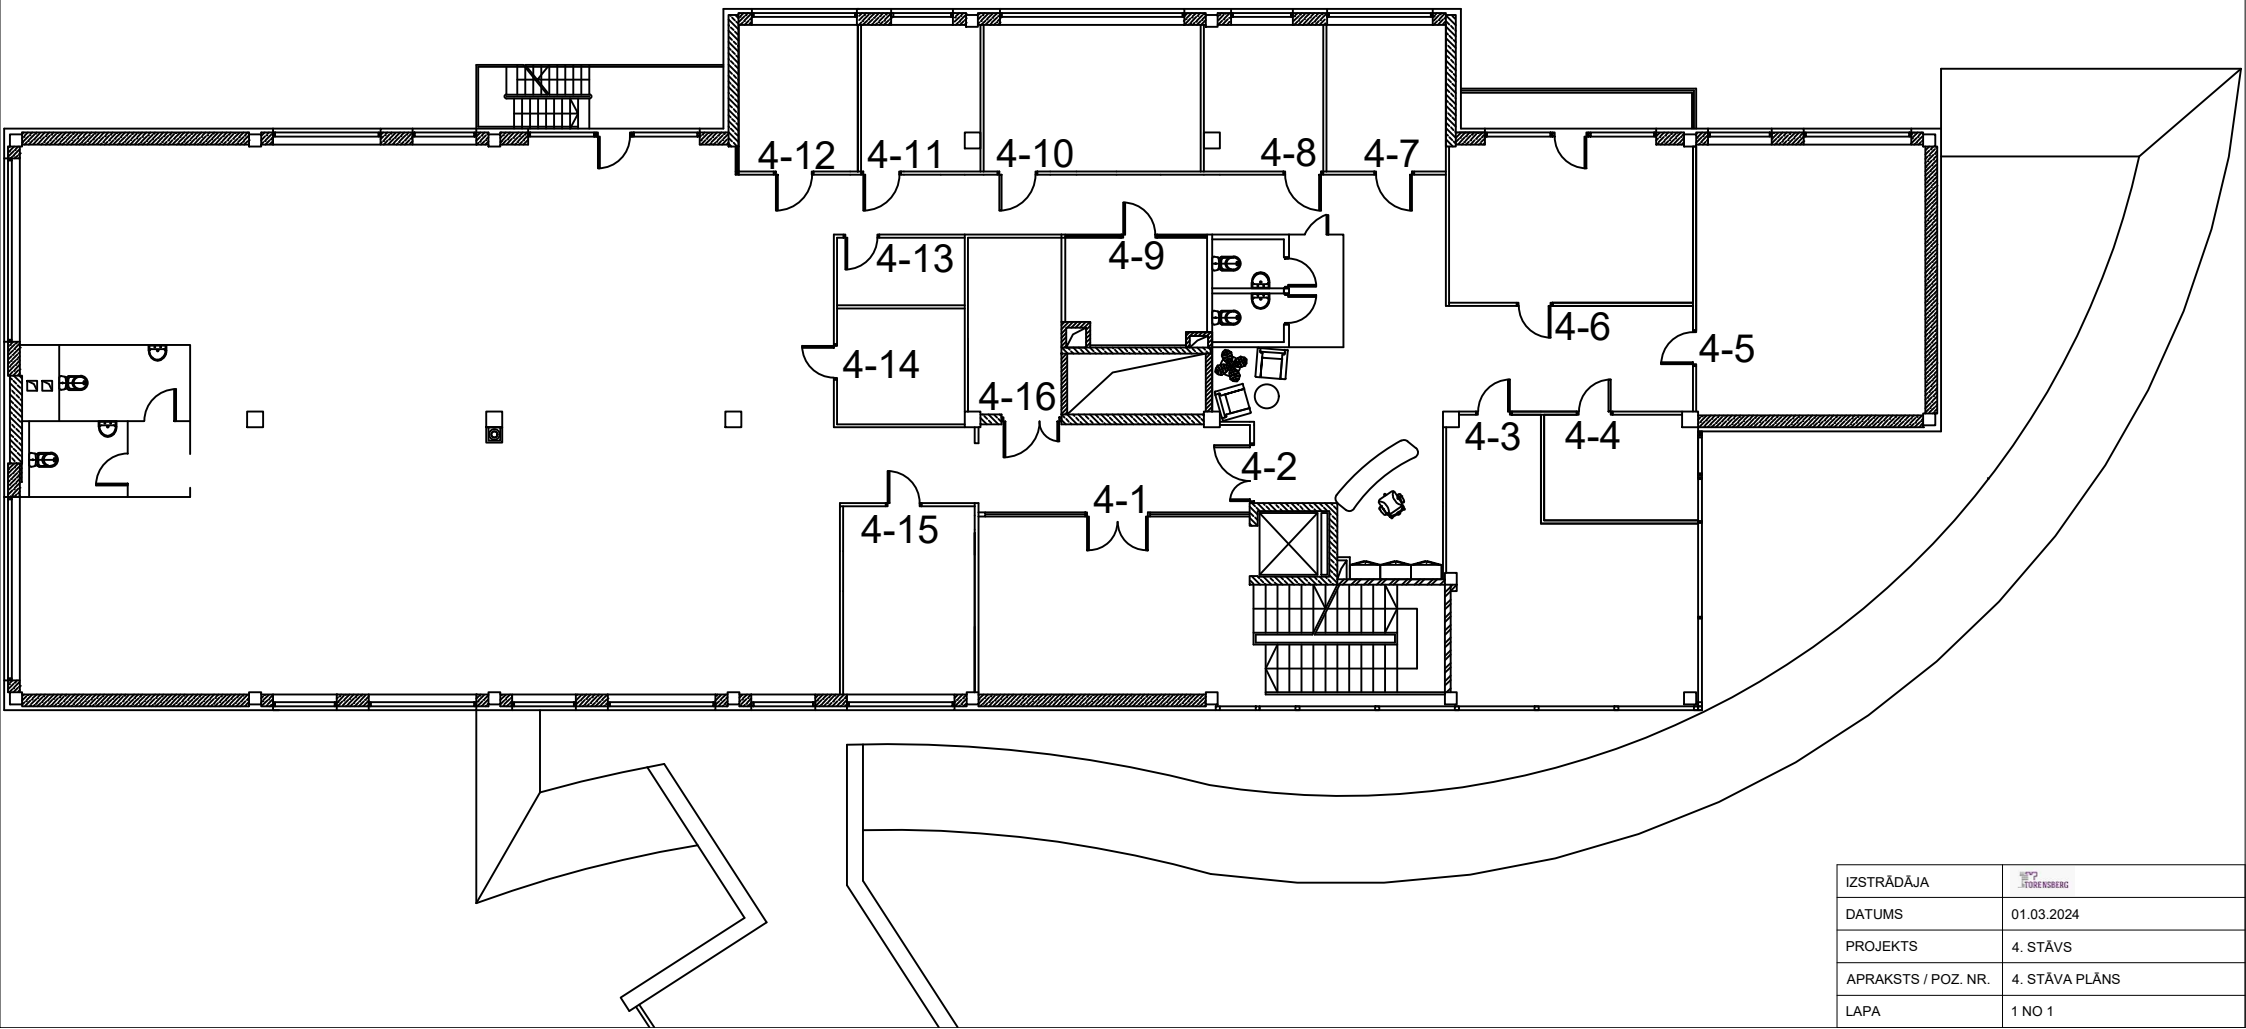 4-12
4-11
4-10
4-8
4-7
4-13
4-9
4-6
4-5
4-14
4-16
4-3
4-4
4-2
4-1
4-15
IZSTRĀDĀJA
TORENSBERG
DATUMS
01.03.2024
PROJEKTS
4. STĀVS
APRAKSTS / POZ. NR.
4. STĀVA PLĀNS
LAPA
1 NO 1